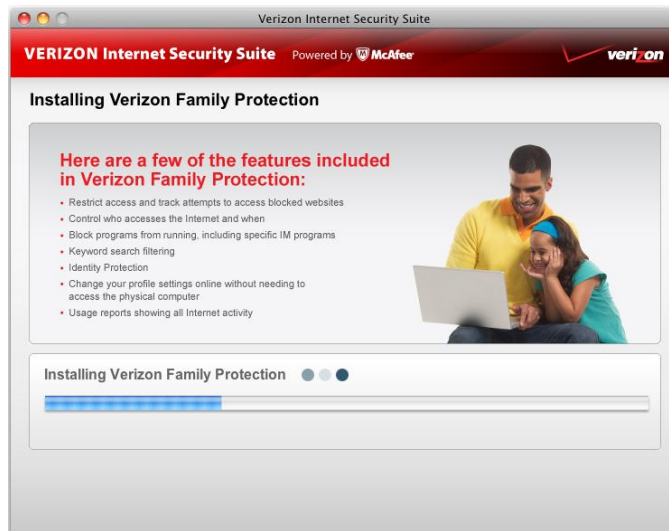 Verizon Internet Security Suite
VERIZON Internet Security Suite Powered by McAfee verizon
Installing Verizon Family Protection
Here are a few of the features included
in Verizon Family Protection:
• Restrict access and track attempts to access blocked websites
• Control who accesses the Internet and when
• Block programs from running, including specific IM programs
• Keyword search filtering
• Identity Protection
• Change your profile settings online without needing to
access the physical computer
• Usage reports showing all Internet activity
Installing Verizon Family Protection